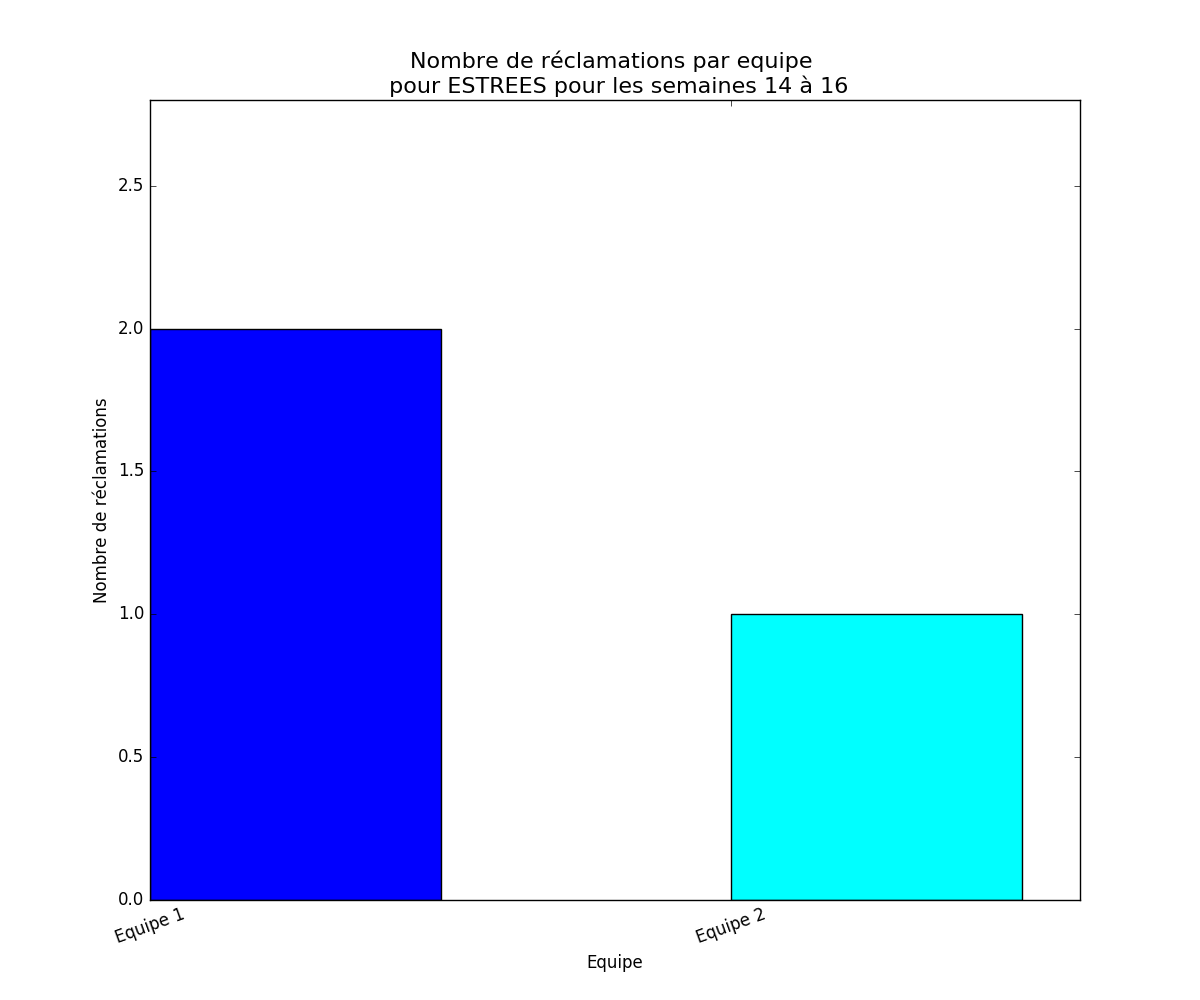 Nombre de réclamations par equipe
pour ESTREES pour les semaines 14 à 16
2.5
2.0
1.5
1.0
0.5
0.0
Nombre de réclamations
Equipe 1
Equipe 2
Equipe